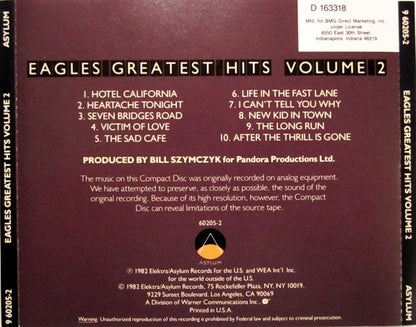 D 163318
Mfd. for BMG Direct Marketing, Inc.
under License
6550 East 30th Street
Indianapolis, Indiana 46219
9 60205-2
ASYLUM
EAGLES GREATEST HITS VOLUME 2
1. HOTEL CALIFORNIA
2. HEARTACHE TONIGHT
3. SEVEN BRIDGES ROAD
4. VICTIM OF LOVE
5. THE SAD CAFE
6. LIFE IN THE FAST LANE
7. I CAN'T TELL YOU WHY
8. NEW KID IN TOWN
9. THE LONG RUN
10. AFTER THE THRILL IS GONE
PRODUCED BY BILL SZYMCZYK for Pandora Productions Ltd.
The music on this Compact Disc was originally recorded on analog equipment.
We have attempted to preserve, as closely as possible, the sound of the
original recording. Because of its high resolution, however, the Compact
Disc can reveal limitations of the source tape.
60205-2
ASYLUM
℗ 1982 Elektra/Asylum Records for the U.S. and WEA Int'l. Inc.
for the world outside of the U.S.
© 1982 Elektra/Asylum Records, 75 Rockefeller Plaza, NY, NY 10019,
9229 Sunset Boulevard, Los Angeles, CA 90069
A Division of Warner Communications Inc.
Printed in U.S.A.
Warning: Unauthorized reproduction of this recording is prohibited by Federal law and subject to criminal prosecution.
ASYLUM
EAGLES GREATEST HITS VOLUME 2
9 60205-2
EAGLES GREATEST HITS VOLUME 2
9 60205-2
ASYLUM